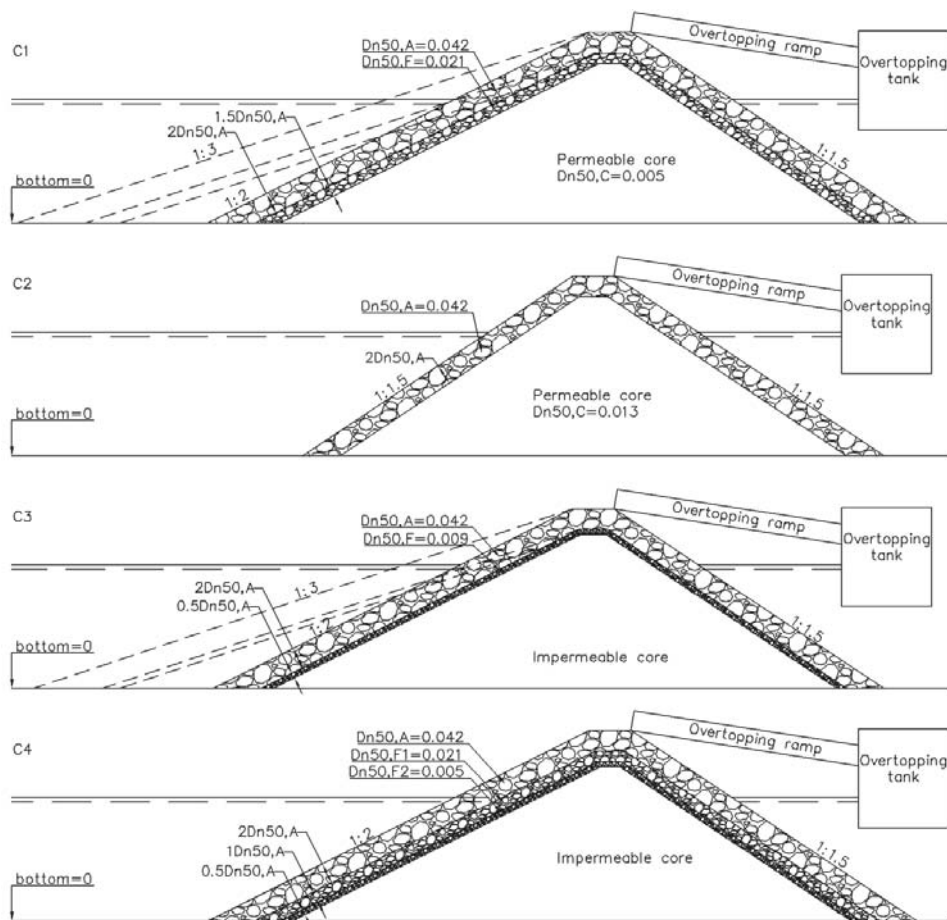 C1
Dn50,A=0.042
Dn50,F=0.021
Overtopping ramp
Overtopping
tank
1.5Dn50,A
2Dn50,A
1:3
1:2
1:1.5
Permeable core
Dn50,C=0.005
bottom=0
C2
Dn50,A=0.042
Overtopping ramp
Overtopping
tank
2Dn50,A
1:1.5
1:1.5
Permeable core
Dn50,C=0.013
bottom=0
C3
Dn50,A=0.042
Dn50,F=0.009
Overtopping ramp
Overtopping
tank
2Dn50,A
0.5Dn50,A
1:3
1:2
1:1.5
Impermeable core
bottom=0
C4
Dn50,A=0.042
Dn50,F1=0.021
Dn50,F2=0.005
Overtopping ramp
Overtopping
tank
1:2
2Dn50,A
1Dn50,A
0.5Dn50,A
1:1.5
Impermeable core
bottom=0